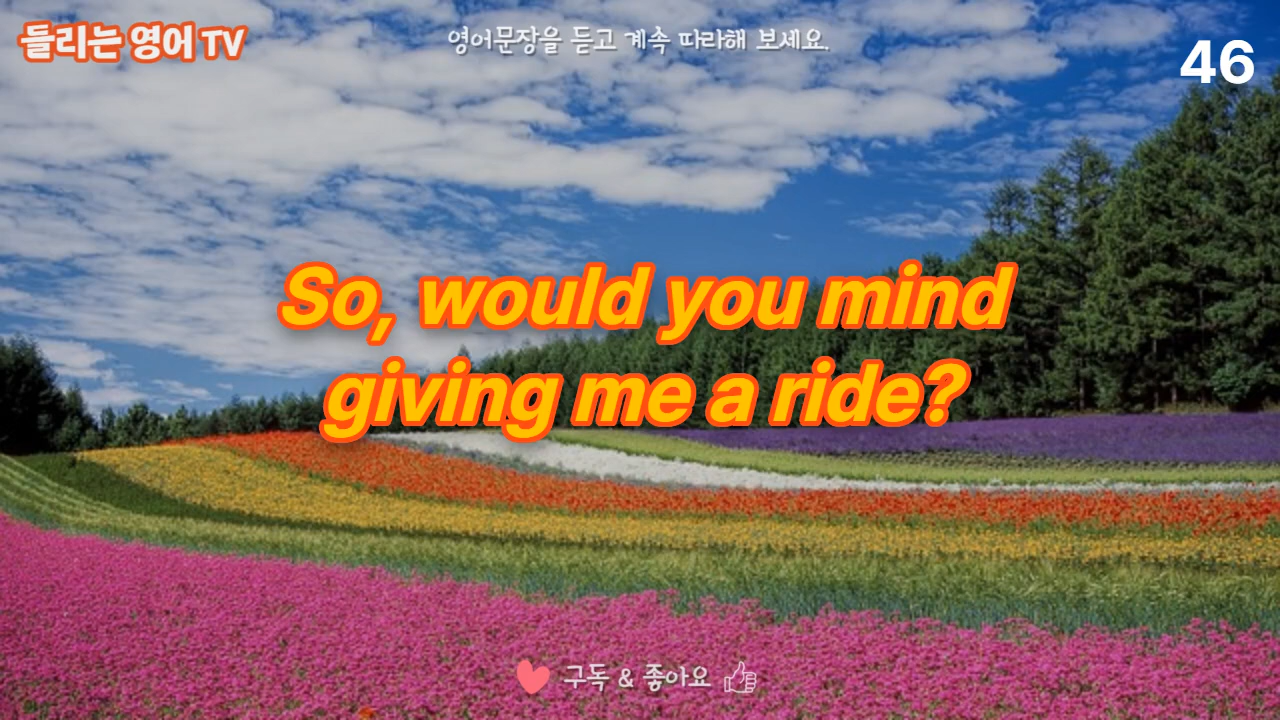 들리는 영어 TV
영어문장을 듣고 계속 따라해 보세요.
46
So, would you mind
giving me a ride?
구독 & 좋아요